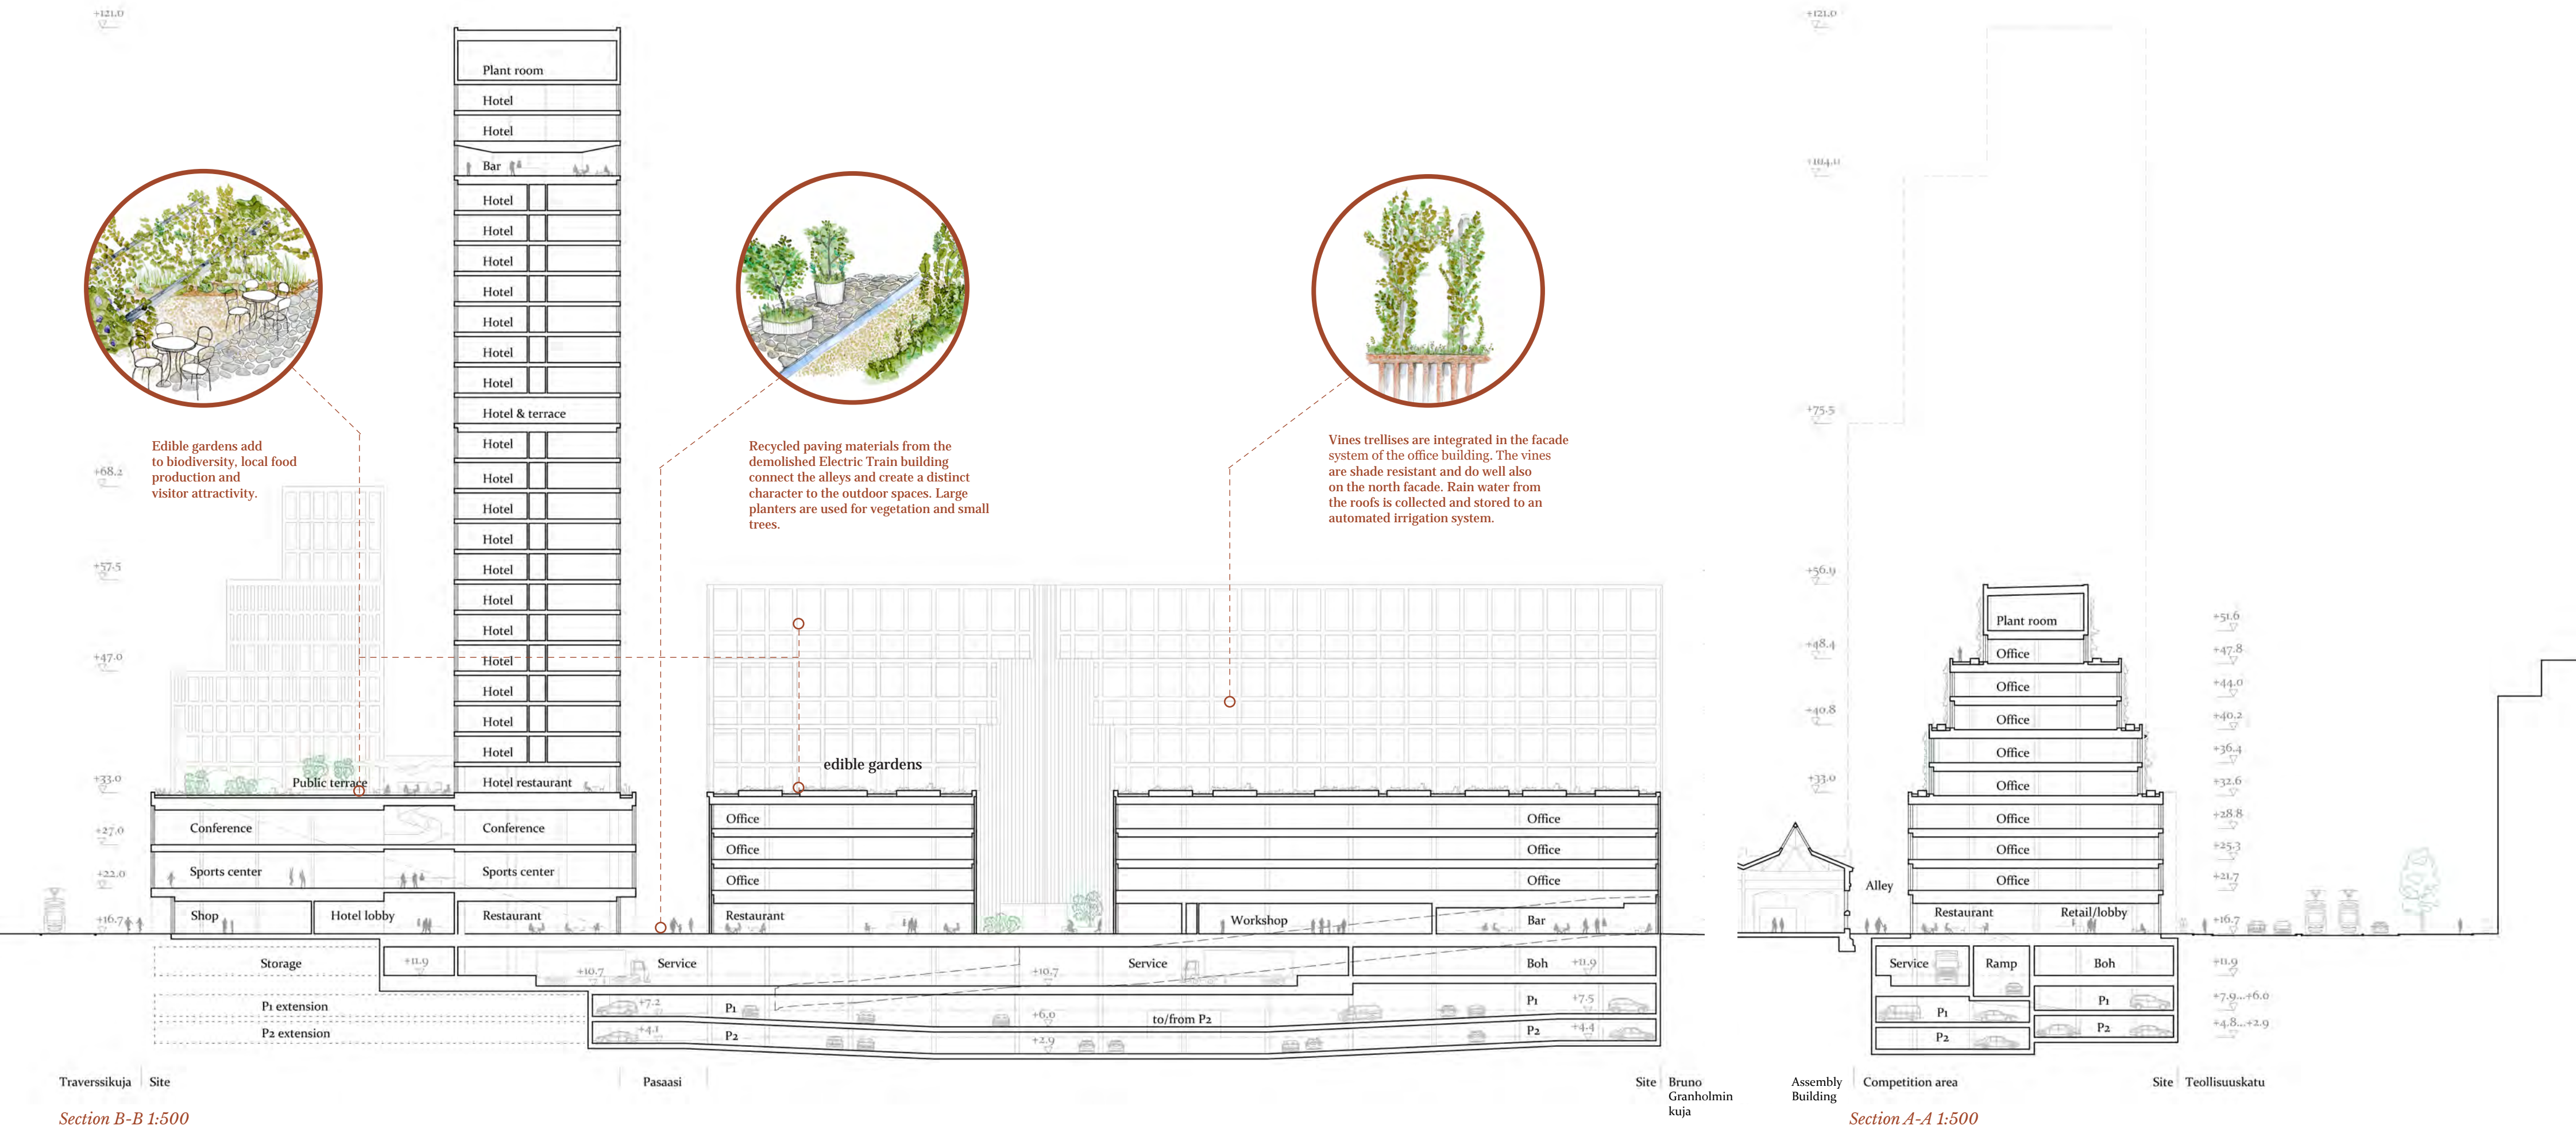 +121.0
Plant room
Hotel
Hotel
Bar
Hotel
Hotel
Hotel
Hotel
Hotel
Hotel
Hotel
Hotel & terrace
Hotel
Hotel
Hotel
Hotel
Hotel
Hotel
Hotel
Hotel
Hotel
Hotel
Hotel
Hotel restaurant
Edible gardens add
to biodiversity, local food
production and
visitor attractivity.
Recycled paving materials from the
demolished Electric Train building
connect the alleys and create a distinct
character to the outdoor spaces. Large
planters are used for vegetation and small
trees.
Vines trellises are integrated in the facade
system of the office building. The vines
are shade resistant and do well also
on the north facade. Rain water from
the roofs is collected and stored to an
automated irrigation system.
+68.2
+57.5
+47.0
+33.0
+27.0
+22.0
+16.7
Public terrace
edible gardens
Conference
Conference
Sports center
Sports center
Shop
Hotel lobby
Restaurant
Office
Office
Office
Restaurant
Office
Office
Office
Workshop
Bar
Storage
+11.9
+10.7
Service
+10.7
Service
Boh
+11.9
P1 extension
+7.2
P1
+6.0
to/from P2
P1
+7.5
P2 extension
+4.1
P2
+2.9
P2
+4.4
Traverssikuja
Site
Pasaasi
Site
Bruno
Granholmin
kuja
Section B-B 1:500
+121.0
+104.0
+75.5
+56.9
+48.4
+40.8
+33.0
Plant room
Office
Office
Office
Office
Office
Office
Office
Office
Alley
Restaurant
Retail/lobby
+51.6
+47.8
+44.0
+40.2
+36.4
+32.6
+28.8
+25.3
+21.7
+16.7
+11.9
+7.9...+6.0
+4.8...+2.9
Service
Ramp
Boh
P1
P1
P2
P2
Assembly
Building
Competition area
Site
Teollisuuskatu
Section A-A 1:500